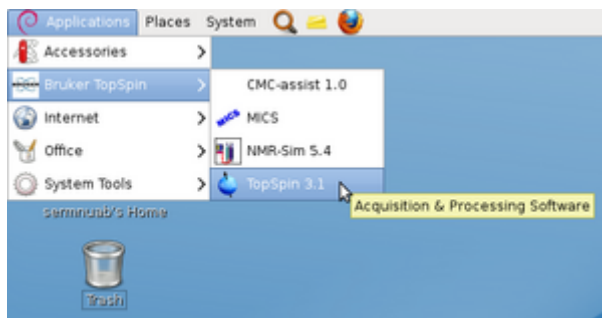 Applications Places System
Accessories
Bruker TopSpin
CMC-assist 1.0
Internet
MICS
Office
NMR-Sim 5.4
System Tools
TopSpin 3.1
Acquisition & Processing Software
Home
Trash